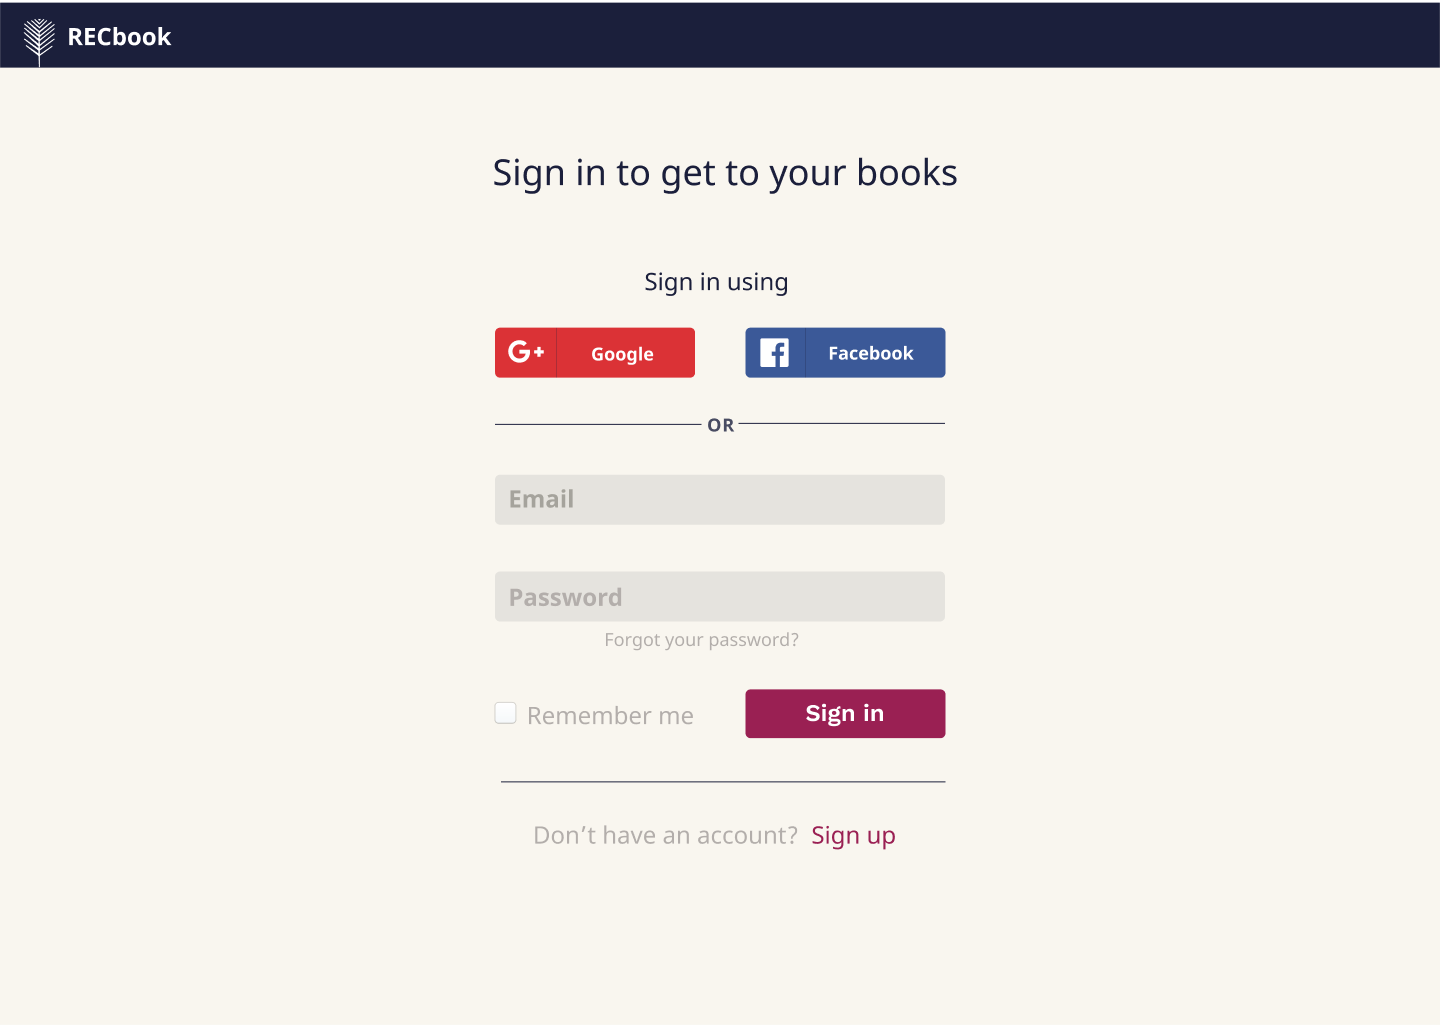 RECbook
Sign in to get to your books
Sign in using
G+ Google
Facebook
OR
Email
Password
Forgot your password?
Remember me
Sign in
Don’t have an account? Sign up